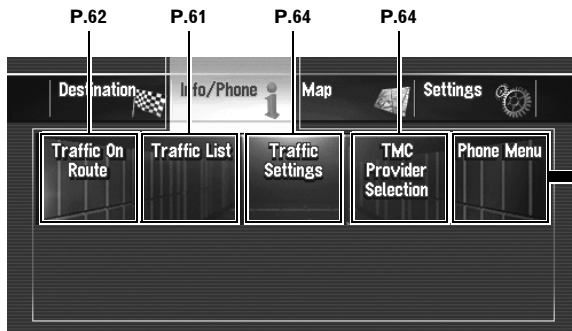 P.62 P.61 P.64 P.64
Destination Info/Phone Map Settings
Traffic On Route
Traffic List
Traffic Settings
TMC Provider Selection
Phone Menu